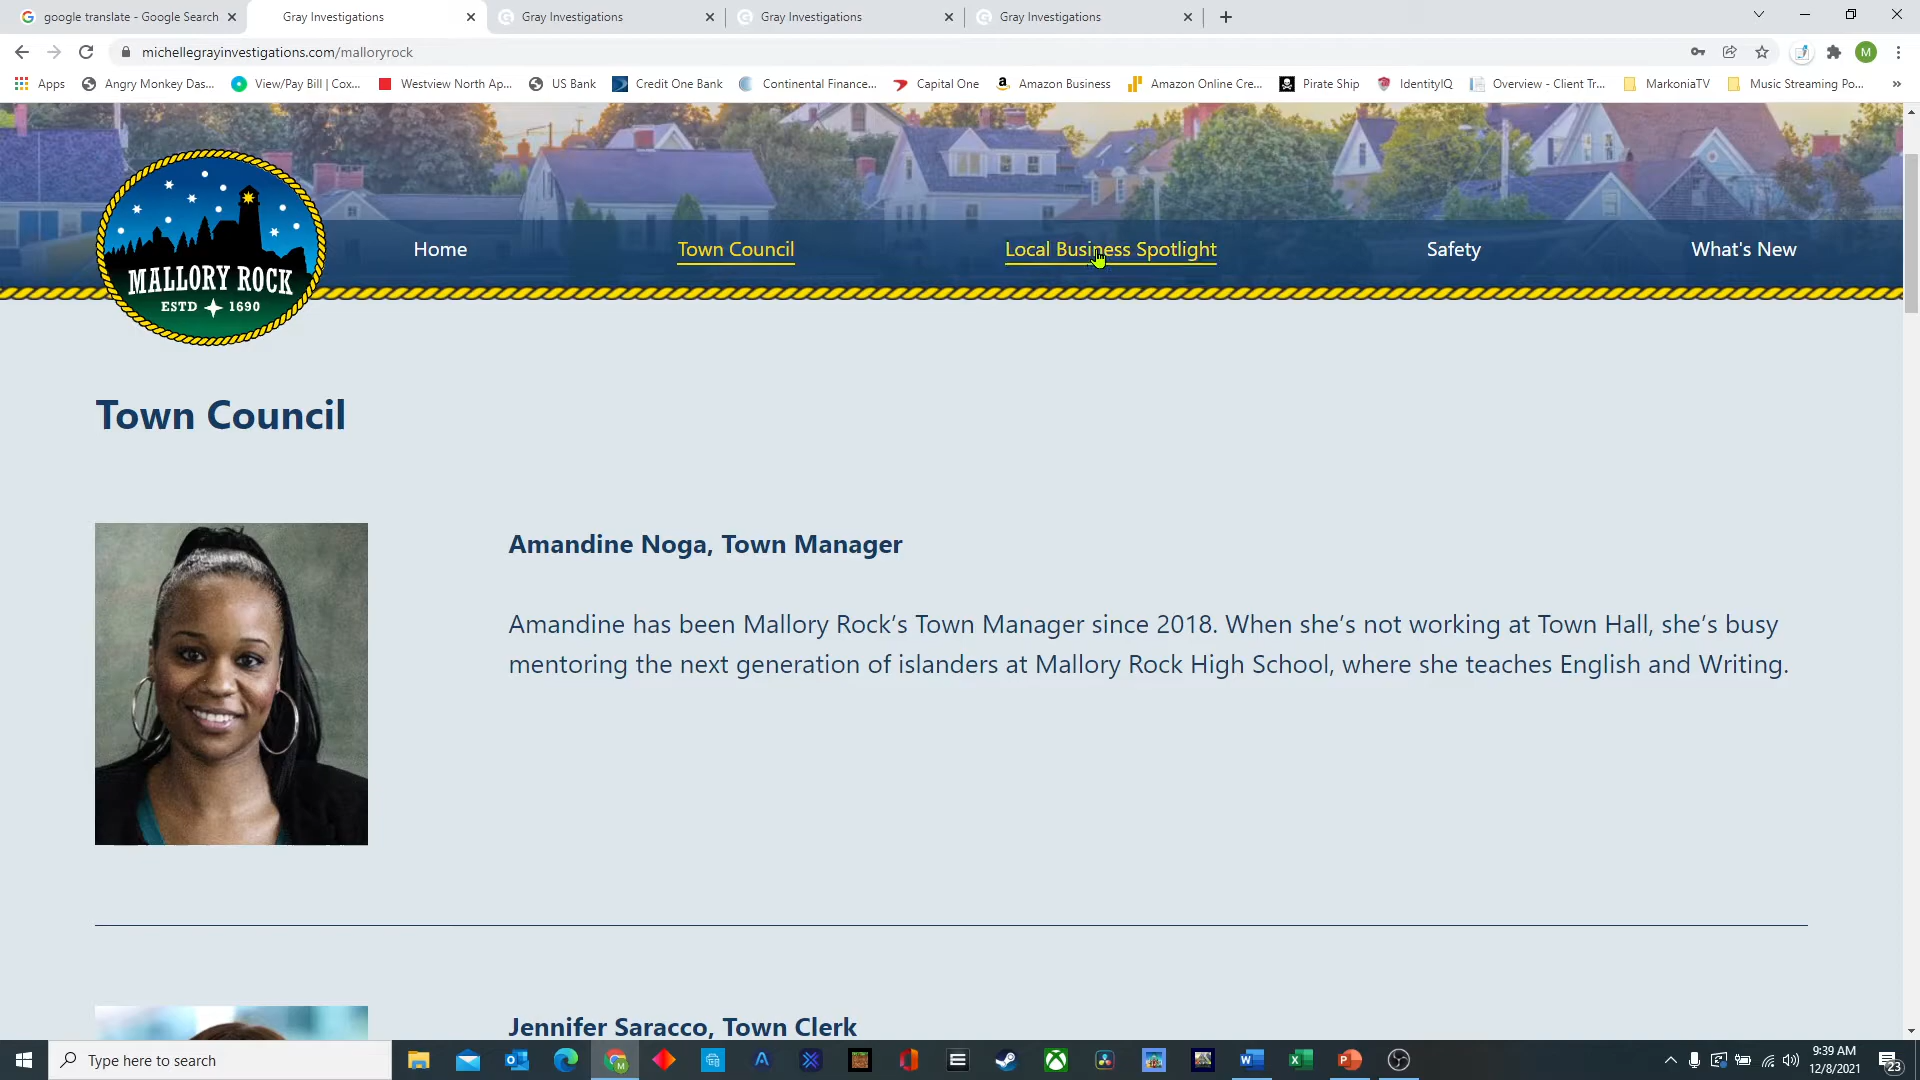 google translate - Google Search
Gray Investigations
Gray Investigations
Gray Investigations
Gray Investigations
michellegrayinvestigations.com/malloryrock
M
Apps
Angry Monkey Das...
View/Pay Bill | Cox...
Westview North Ap...
US Bank
Credit One Bank
Continental Finance...
Capital One
Amazon Business
Amazon Online Cre...
Pirate Ship
IdentityIQ
Overview - Client Tr...
MarkoniaTV
Music Streaming Po...
»
MALLORY ROCK
ESTD 1690
Home
Town Council
Local Business Spotlight
Safety
What's New
Town Council
Amandine Noga, Town Manager
Amandine has been Mallory Rock’s Town Manager since 2018. When she’s not working at Town Hall, she’s busy
mentoring the next generation of islanders at Mallory Rock High School, where she teaches English and Writing.
Jennifer Saracco, Town Clerk
Type here to search
9:39 AM
12/8/2021
23